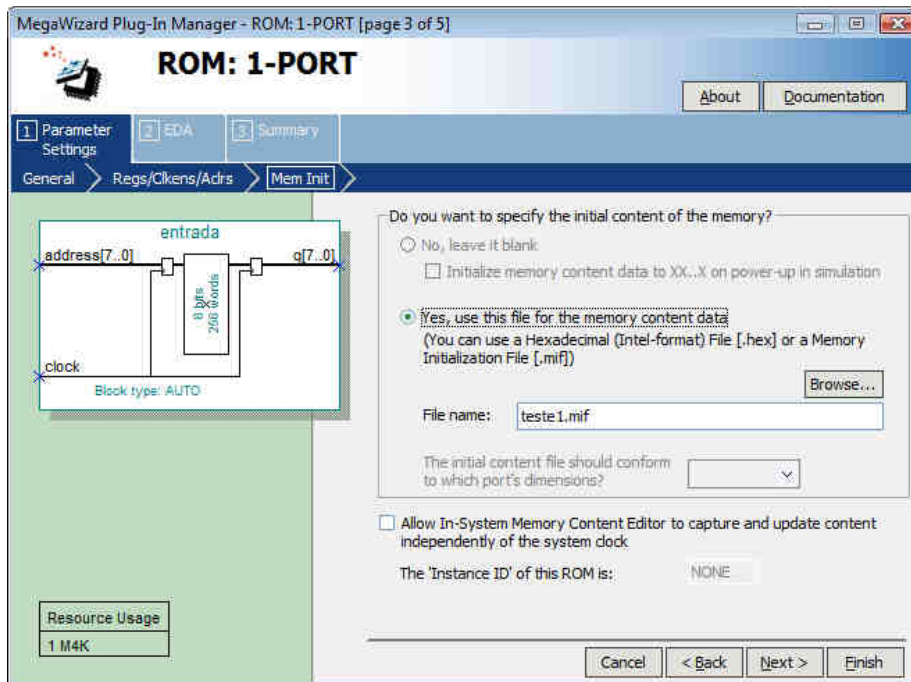 MegaWizard Plug-In Manager - ROM: 1-PORT [page 3 of 5]
ROM: 1-PORT
About
Documentation
1 Parameter Settings
2 EDA
3 Summary
General
Regs/Clkens/Adrs
Mem Init
entrada
address[7..0]
q[7..0]
8 bits
x
256 words
clock
Block type: AUTO
Do you want to specify the initial content of the memory?
No, leave it blank
Initialize memory content data to XX..X on power-up in simulation
Yes, use this file for the memory content data
(You can use a Hexadecimal (Intel-format) File [.hex] or a Memory
Initialization File [.mif])
Browse...
File name:
teste1.mif
The initial content file should conform
to which port's dimensions?
Allow In-System Memory Content Editor to capture and update content
independently of the system clock
The 'Instance ID' of this ROM is:
NONE
Resource Usage
1 M4K
Cancel
< Back
Next >
Finish